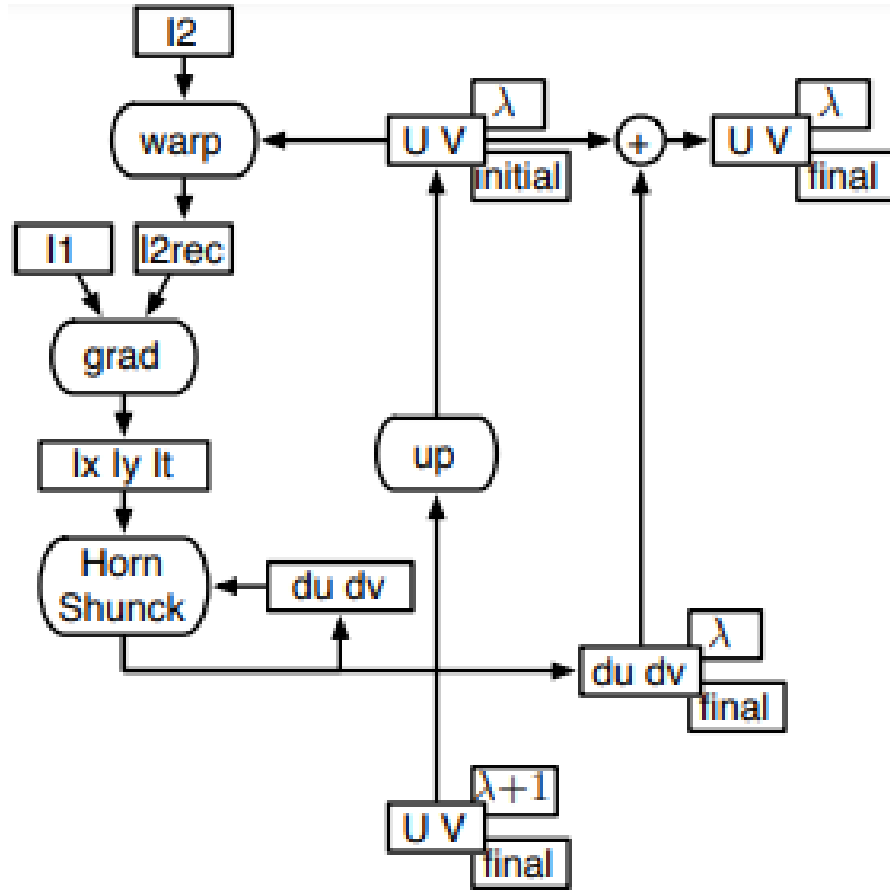 I2
λ
λ
warp
U V
+
U V
initial
final
I1
I2rec
grad
Ix Iy It
up
Horn
Shunck
du dv
λ
du dv
final
λ+1
U V
final